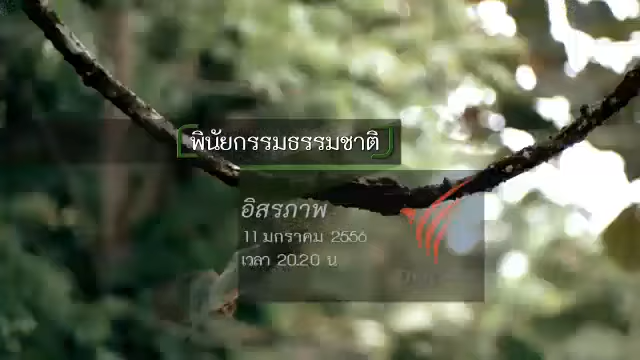 พินัยกรรมธรรมชาติ
อิสรภาพ
11 มกราคม 2556
เวลา 20.20 น